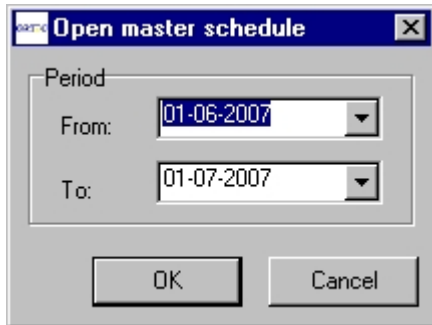 Open master schedule
Period
From:
01-06-2007
To:
01-07-2007
OK
Cancel